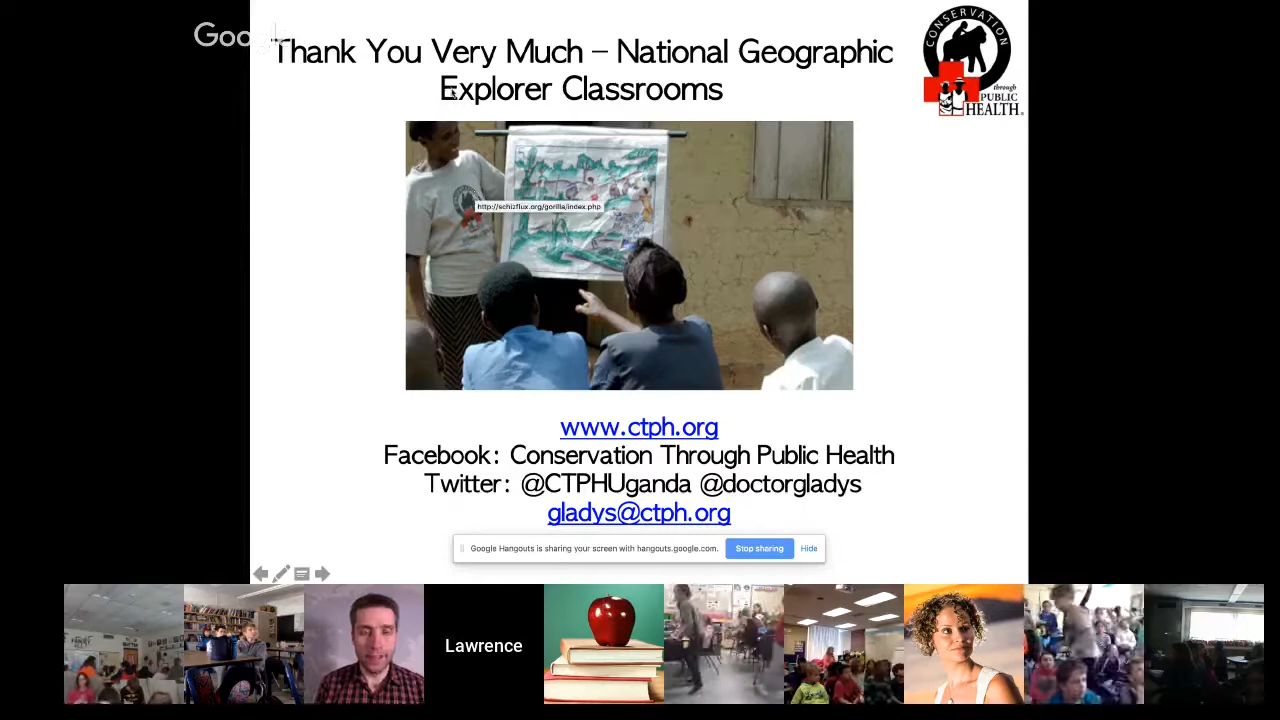 Google
Thank You Very Much – National Geographic
Explorer Classrooms
CONSERVATION
through
PUBLIC
HEALTH
http://schizflux.org/gorilla/index.php
www.ctph.org
Facebook: Conservation Through Public Health
Twitter: @CTPHUganda @doctorgladys
gladys@ctph.org
Google Hangouts is sharing your screen with hangouts.google.com.
Stop sharing
Hide
Lawrence